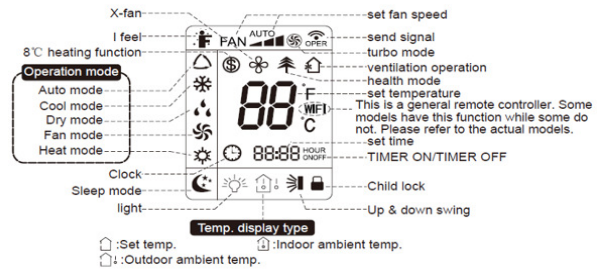 X-fan
set fan speed
I feel
FAN AUTO OPER
send signal
turbo mode
8℃ heating function
ventilation operation
Operation mode
health mode
Auto mode
set temperature
88 °F
WIFI
°C
This is a general remote controller. Some
models have this function while some do
not. Please refer to the actual models.
Cool mode
Dry mode
Fan mode
set time
Heat mode
88:88 HOUR
ONOFF
TIMER ON/TIMER OFF
Clock
Sleep mode
Child lock
light
Up & down swing
Temp. display type
:Set temp.
:Indoor ambient temp.
:Outdoor ambient temp.